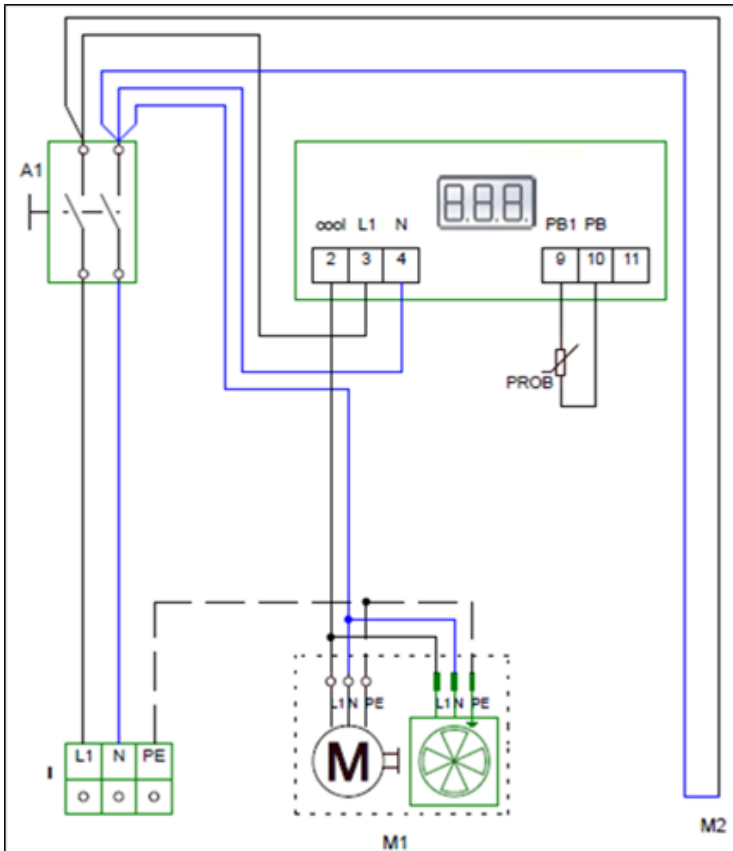 A1
cool L1 N
2 3 4
PB1 PB
9 10 11
PROB
L1 N PE
L1 N PE
L1 N PE
I
M
M1
M2